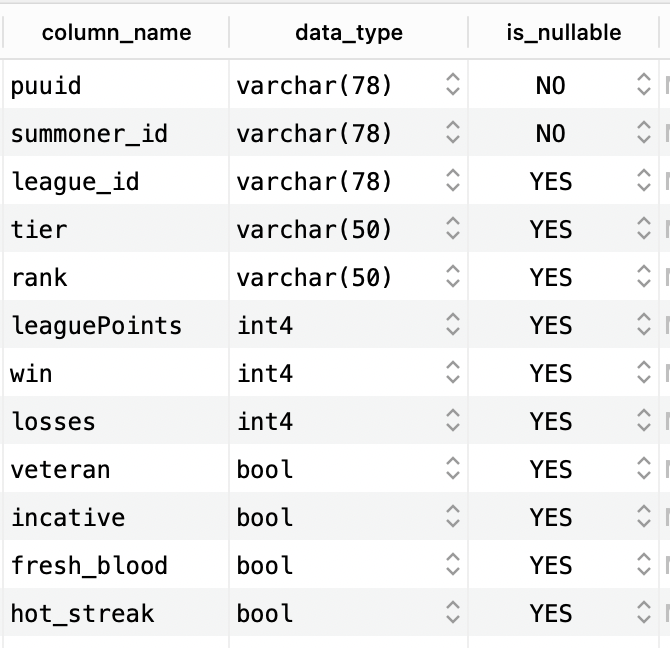 column_name data_type is_nullable
puuid varchar(78) NO
summoner_id varchar(78) NO
league_id varchar(78) YES
tier varchar(50) YES
rank varchar(50) YES
leaguePoints int4 YES
win int4 YES
losses int4 YES
veteran bool YES
incative bool YES
fresh_blood bool YES
hot_streak bool YES